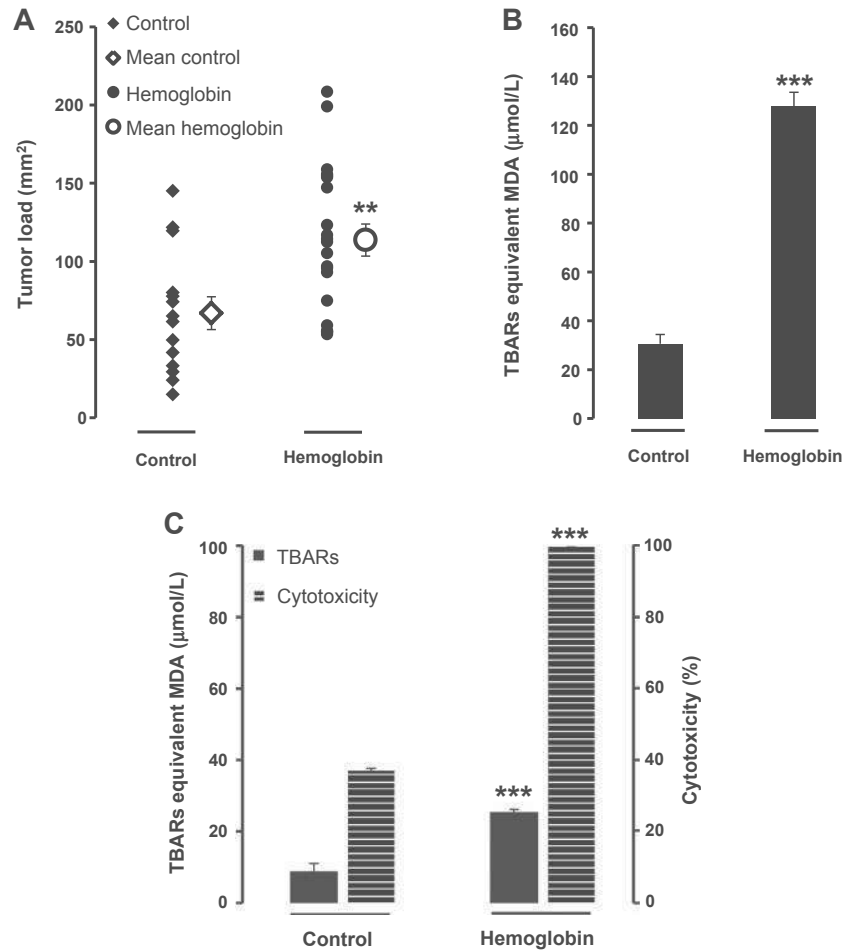 A
Tumor load (mm²)
250
200
150
100
50
0
Control
Mean control
Hemoglobin
Mean hemoglobin
**
Control
Hemoglobin
B
TBARs equivalent MDA (μmol/L)
160
140
120
100
80
60
40
20
0
***
Control
Hemoglobin
C
TBARs equivalent MDA (μmol/L)
100
80
60
40
20
0
TBARs
Cytotoxicity
***
***
100
80
60
40
20
0
Cytotoxicity (%)
Control
Hemoglobin